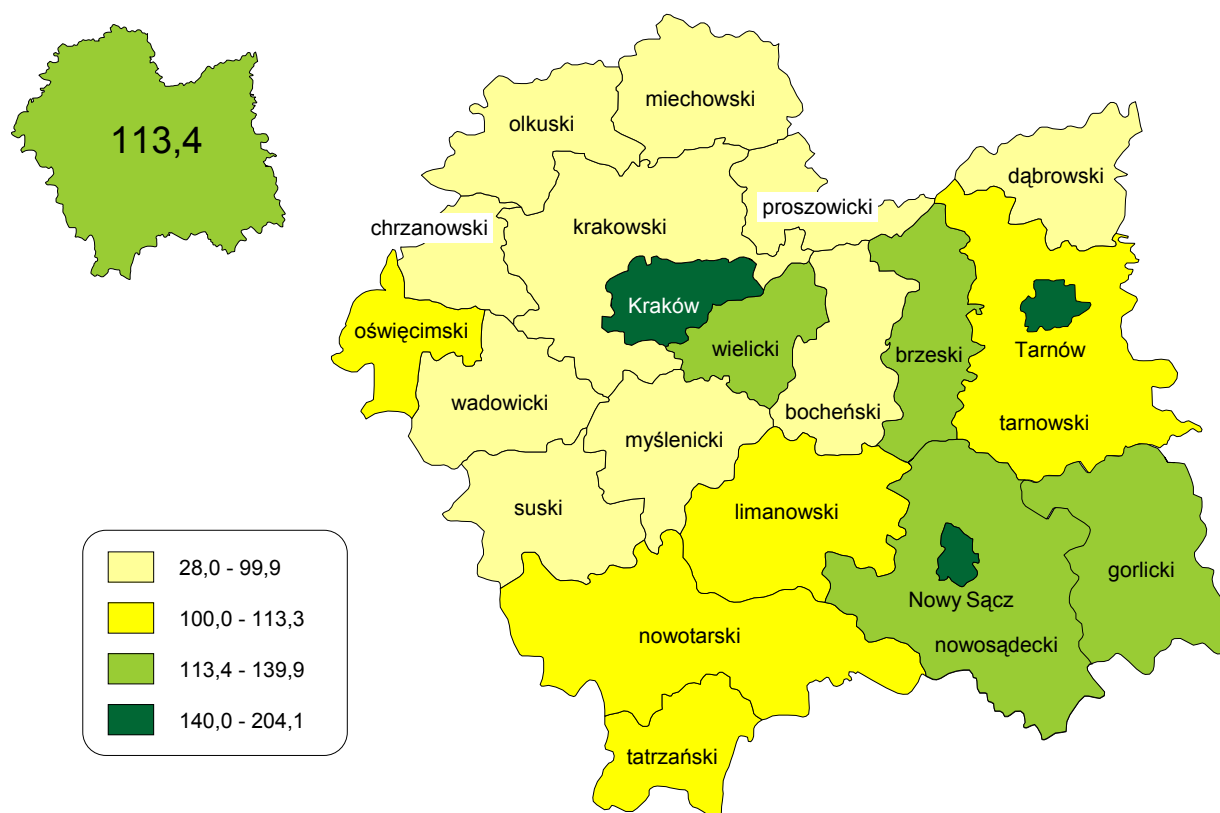 113,4
miechowski
olkuski
dąbrowski
proszowicki
chrzanowski
krakowski
Kraków
oświęcimski
wielicki
brzeski
Tarnów
wadowicki
bocheński
tarnowski
myślenicki
suski
limanowski
gorlicki
Nowy Sącz
nowotarski
nowosądecki
tatrzański
28,0 - 99,9
100,0 - 113,3
113,4 - 139,9
140,0 - 204,1